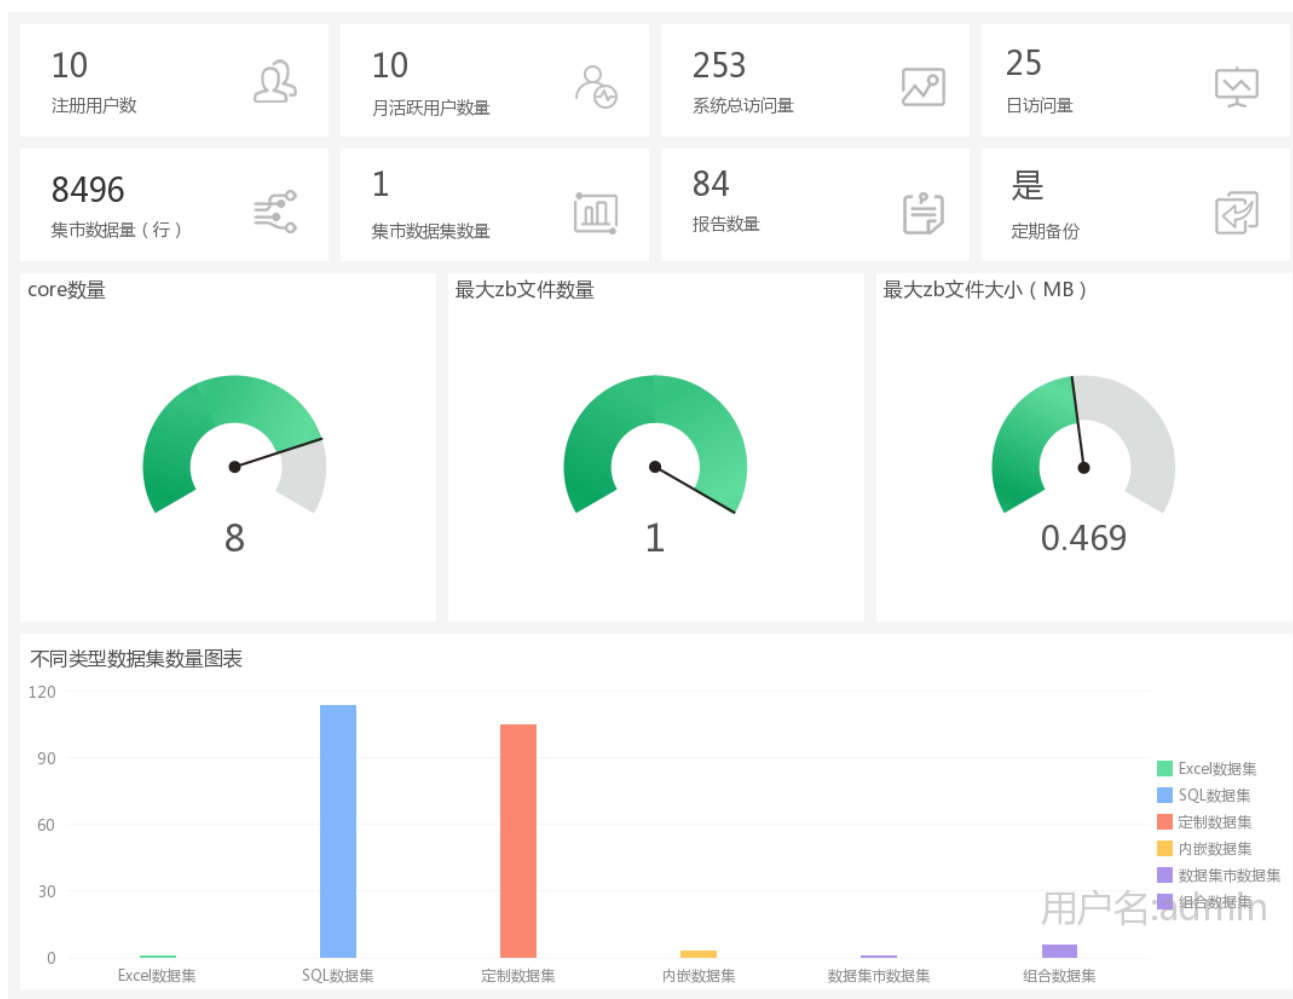 10
注册用户数
10
月活跃用户数量
253
系统总访问量
25
日访问量
8496
集市数据量（行）
1
集市数据集数量
84
报告数量
是
定期备份
core数量
8
最大zb文件数量
1
最大zb文件大小（MB）
0.469
不同类型数据集数量图表
120
90
60
30
0
Excel数据集
SQL数据集
定制数据集
内嵌数据集
数据集市数据集
组合数据集
Excel数据集
SQL数据集
定制数据集
内嵌数据集
数据集市数据集
组合数据集
用户名:admin